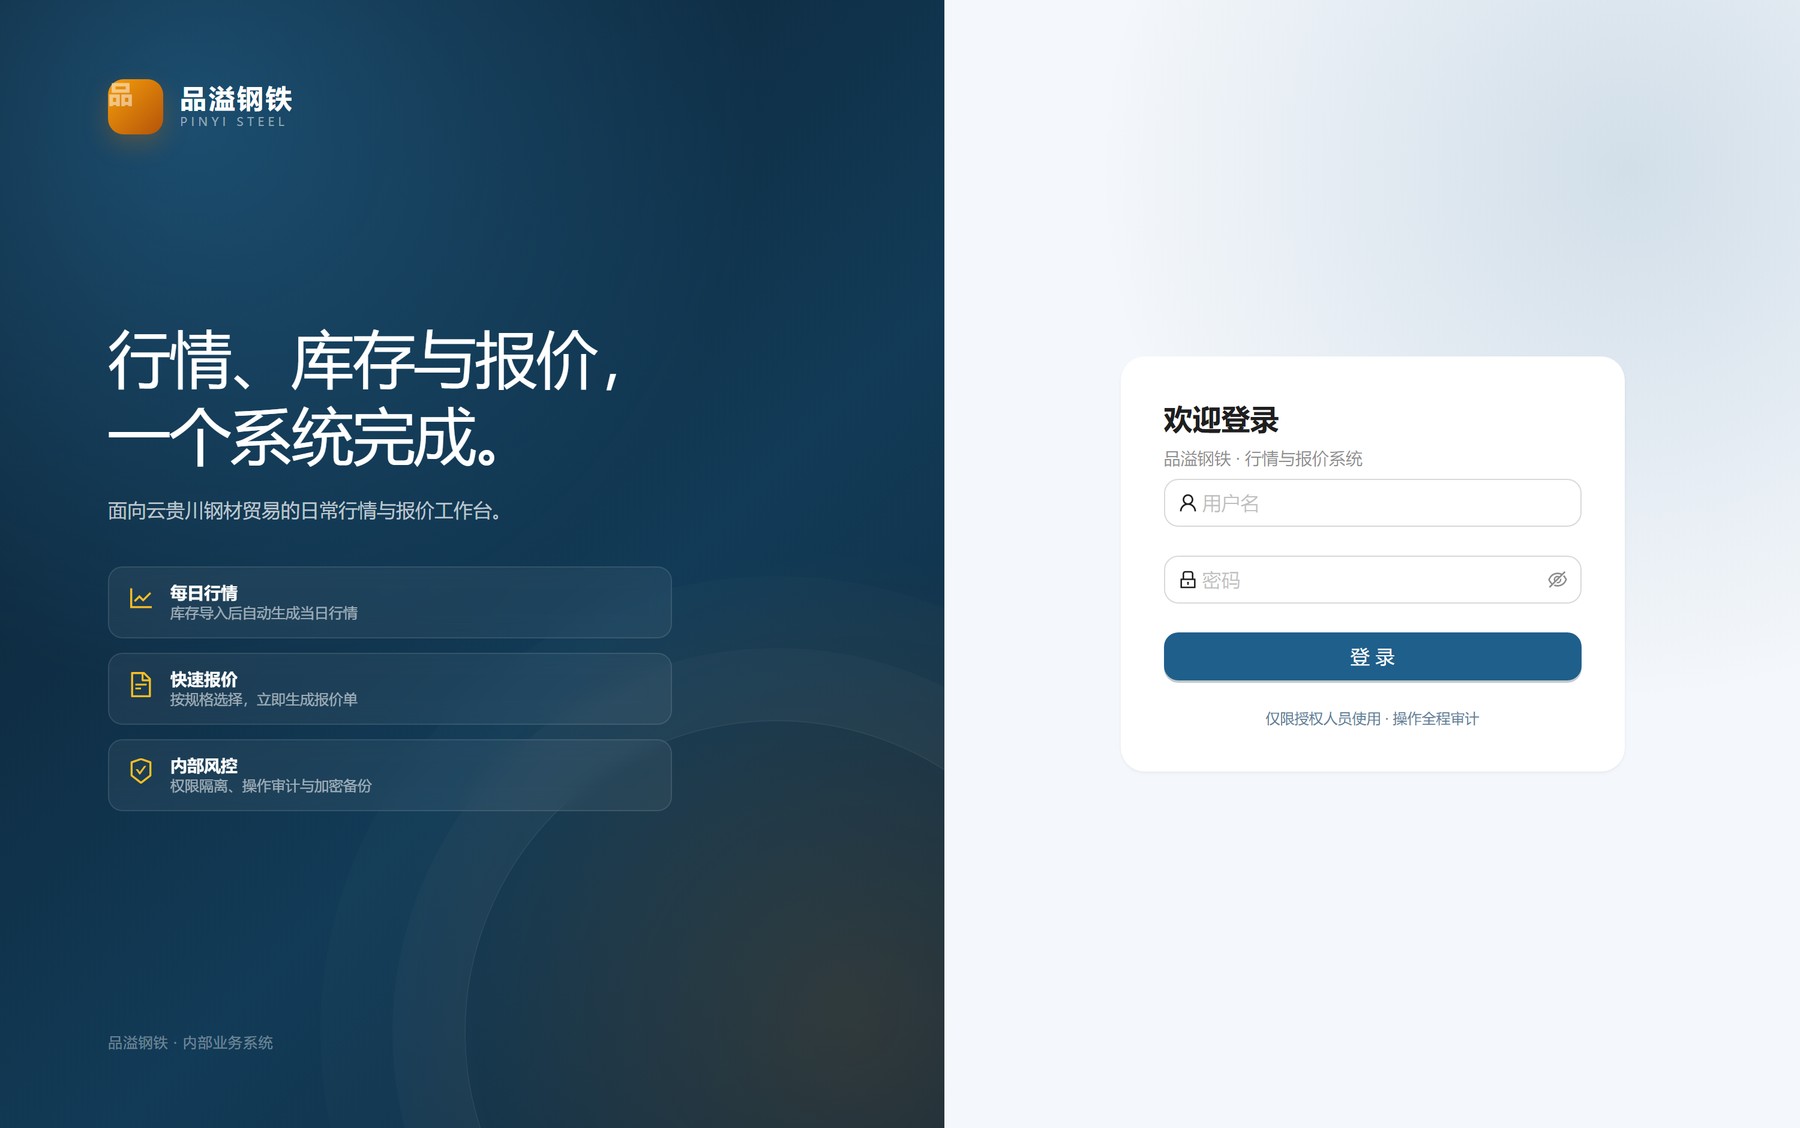 品
品溢钢铁
PINYI STEEL
行情、库存与报价，
一个系统完成。
面向云贵川钢材贸易的日常行情与报价工作台。
每日行情
库存导入后自动生成当日行情
快速报价
按规格选择，立即生成报价单
内部风控
权限隔离、操作审计与加密备份
品溢钢铁 · 内部业务系统
欢迎登录
品溢钢铁 · 行情与报价系统
用户名
密码
登 录
仅限授权人员使用 · 操作全程审计